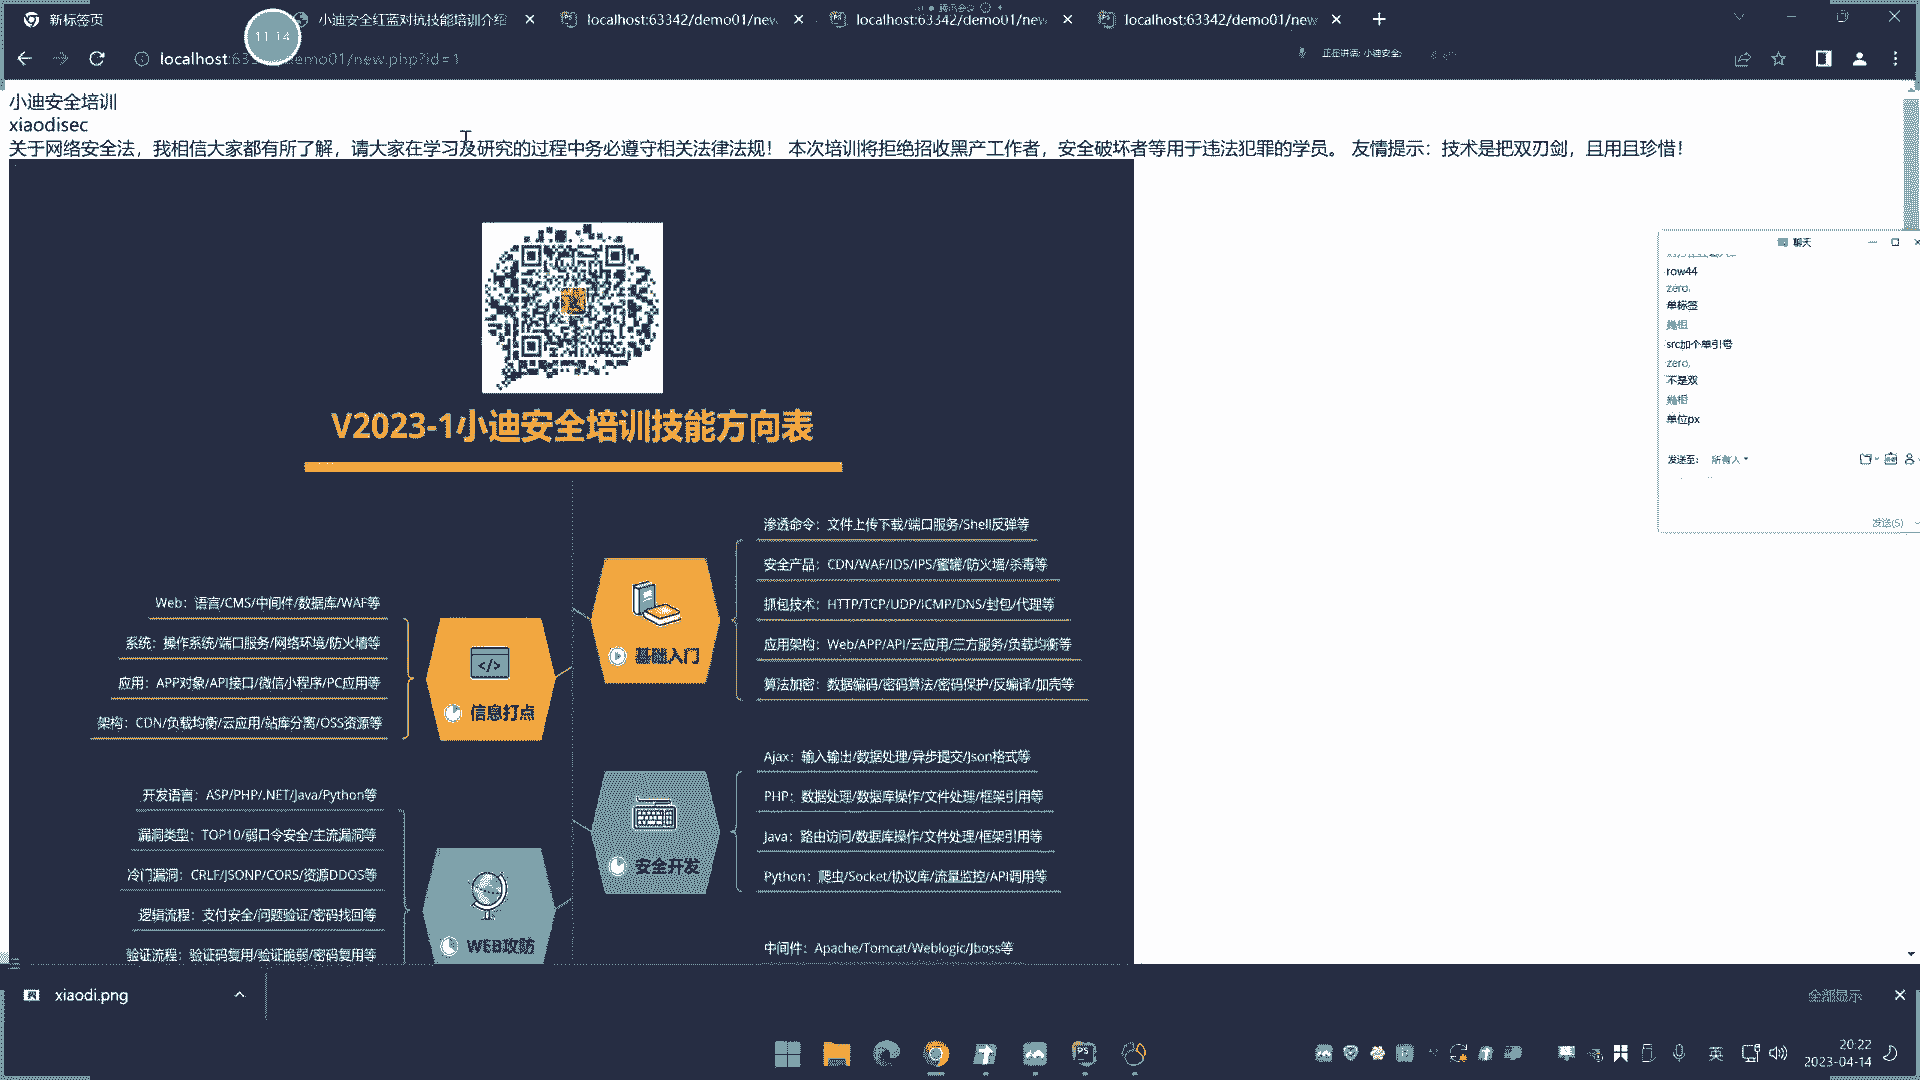 新标签页
小迪安全红蓝对抗技能培训介绍
localhost:63342/demo01/new
localhost:63342/demo01/new
localhost:63342/demo01/new
11:14
localhost:63342/demo01/new.php?id=1
正在讲话: 小迪安全;
小迪安全培训
xiaodisec
关于网络安全法，我相信大家都有所了解，请大家在学习及研究的过程中务必遵守相关法律法规！ 本次培训将拒绝招收黑产工作者，安全破坏者等用于违法犯罪的学员。 友情提示：技术是把双刃剑，且用且珍惜！
V2023-1小迪安全培训技能方向表
渗透命令：文件上传下载/端口服务/Shell反弹等
安全产品：CDN/WAF/IDS/IPS/蜜罐/防火墙/杀毒等
抓包技术：HTTP/TCP/UDP/ICMP/DNS/封包/代理等
应用架构：Web/APP/API/云应用/三方服务/负载均衡等
算法加密：数据编码/密码算法/密码保护/反编译/加壳等
基础入门
Web：语言/CMS/中间件/数据库/WAF等
系统：操作系统/端口服务/网络环境/防火墙等
应用：APP对象/API接口/微信小程序/PC应用等
架构：CDN/负载均衡/云应用/站库分离/OSS资源等
信息打点
Ajax：输入输出/数据处理/异步提交/Json格式等
PHP：数据处理/数据库操作/文件处理/框架引用等
Java：路由访问/数据库操作/文件处理/框架引用等
Python：爬虫/Socket/协议库/流量监控/API调用等
安全开发
开发语言：ASP/PHP/.NET/Java/Python等
漏洞类型：TOP10/弱口令安全/主流漏洞等
冷门漏洞：CRLF/JSONP/CORS/资源DDOS等
逻辑流程：支付安全/问题验证/密码找回等
验证流程：验证码复用/验证脆弱/密码复用等
WEB攻防
中间件：Apache/Tomcat/Weblogic/Jboss等
聊天
row44
zero.
单标签
src加个单引号
zero.
不是双
单位px
发送至：
所有人
发送(S)
xiaodi.png
全部显示
英
20:22
2023-04-14